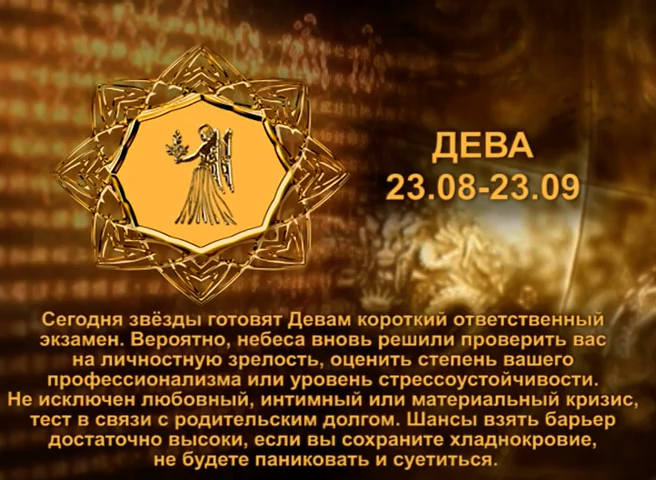 ДЕВА
23.08-23.09
Сегодня звёзды готовят Девам короткий ответственный
экзамен. Вероятно, небеса вновь решили проверить вас
на личностную зрелость, оценить степень вашего
профессионализма или уровень стрессоустойчивости.
Не исключен любовный, интимный или материальный кризис,
тест в связи с родительским долгом. Шансы взять барьер
достаточно высоки, если вы сохраните хладнокровие,
не будете паниковать и суетиться.